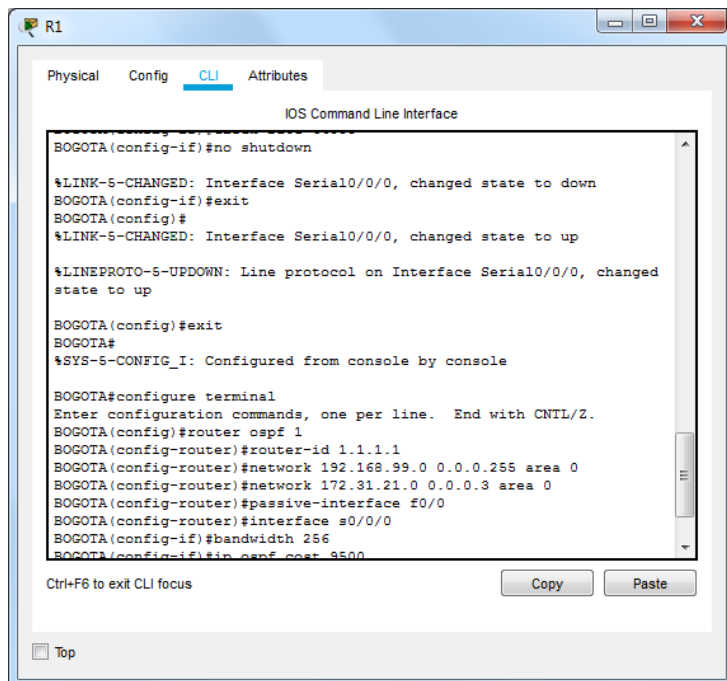 R1
Physical Config CLI Attributes
IOS Command Line Interface
BOGOTA(config-if)#no shutdown
%LINK-5-CHANGED: Interface Serial0/0/0, changed state to down
BOGOTA(config-if)#exit
BOGOTA(config)#
%LINK-5-CHANGED: Interface Serial0/0/0, changed state to up
%LINEPROTO-5-UPDOWN: Line protocol on Interface Serial0/0/0, changed
state to up
BOGOTA(config)#exit
BOGOTA#
%SYS-5-CONFIG_I: Configured from console by console
BOGOTA#configure terminal
Enter configuration commands, one per line.  End with CNTL/Z.
BOGOTA(config)#router ospf 1
BOGOTA(config-router)#router-id 1.1.1.1
BOGOTA(config-router)#network 192.168.99.0 0.0.0.255 area 0
BOGOTA(config-router)#network 172.31.21.0 0.0.0.3 area 0
BOGOTA(config-router)#passive-interface f0/0
BOGOTA(config-router)#interface s0/0/0
BOGOTA(config-if)#bandwidth 256
BOGOTA(config-if)#ip ospf cost 9500
Ctrl+F6 to exit CLI focus
Copy Paste
Top